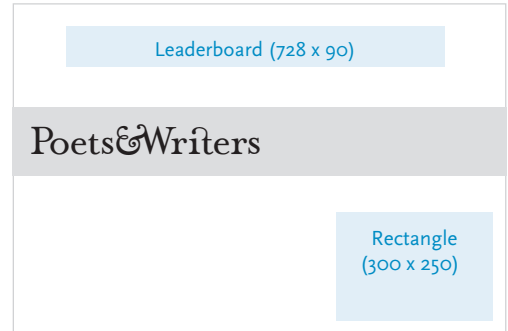 Leaderboard (728 x 90)
Poets&Writers
Rectangle
(300 x 250)